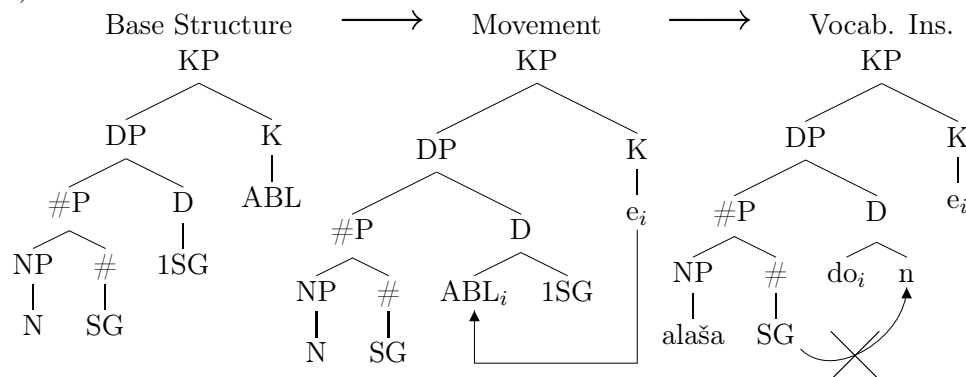 )
Base Structure → Movement → Vocab. Ins.
KP KP KP
DP K DP K DP K
#P D ABL #P D e_i #P D e_i
NP # 1SG NP # ABL_i 1SG NP # do_i n
N SG N SG alaša SG